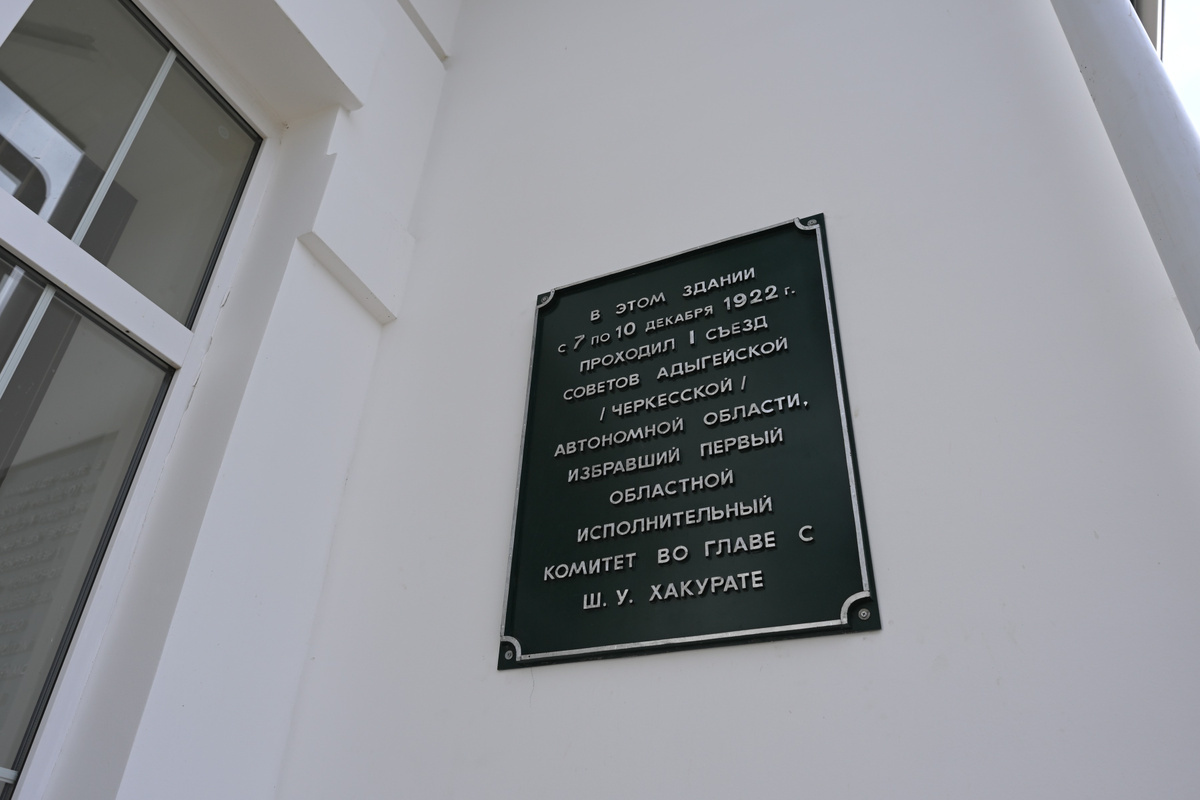 В ЭТОМ ЗДАНИИ
С 7 ПО 10 ДЕКАБРЯ 1922 г.
ПРОХОДИЛ I СЪЕЗД
СОВЕТОВ АДЫГЕЙСКОЙ
/ ЧЕРКЕССКОЙ /
АВТОНОМНОЙ ОБЛАСТИ,
ИЗБРАВШИЙ ПЕРВЫЙ
ОБЛАСТНОЙ
ИСПОЛНИТЕЛЬНЫЙ
КОМИТЕТ ВО ГЛАВЕ С
Ш. У. ХАКУРАТЕ